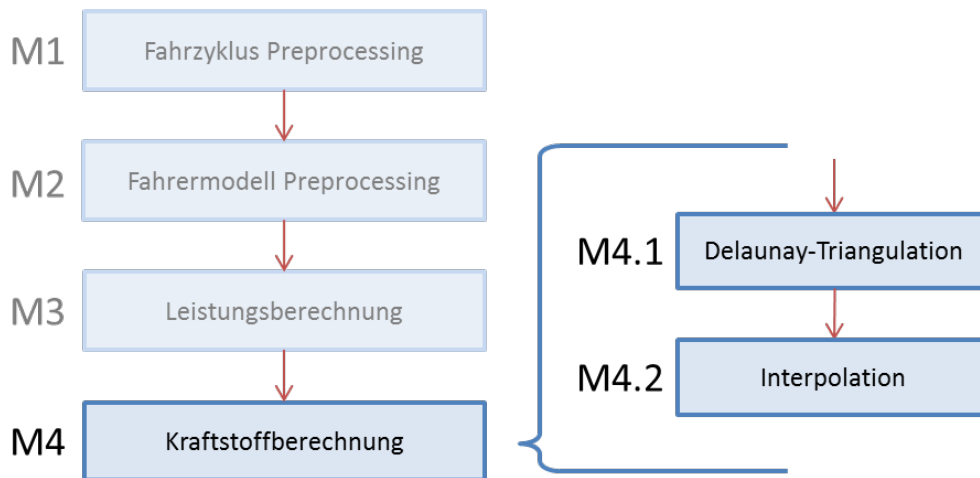 M1
Fahrzyklus Preprocessing
M2
Fahrermodell Preprocessing
M3
Leistungsberechnung
M4
Kraftstoffberechnung
M4.1
Delaunay-Triangulation
M4.2
Interpolation